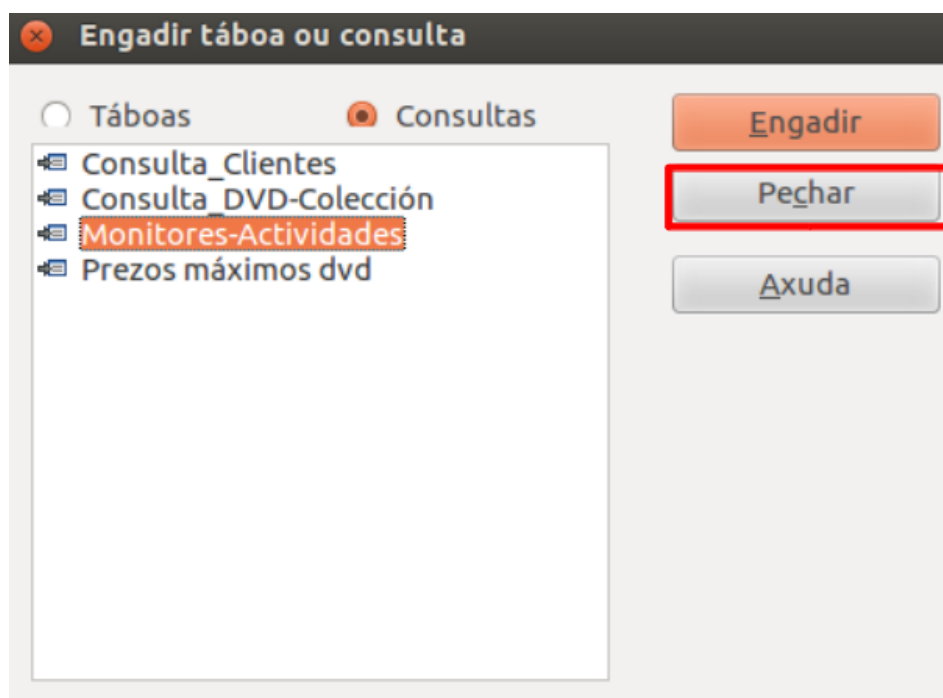 Engadir táboa ou consulta
Táboas
Consultas
Engadir
Consulta_Clientes
Consulta_DVD-Colección
Monitores-Actividades
Prezos máximos dvd
Pechar
Axuda